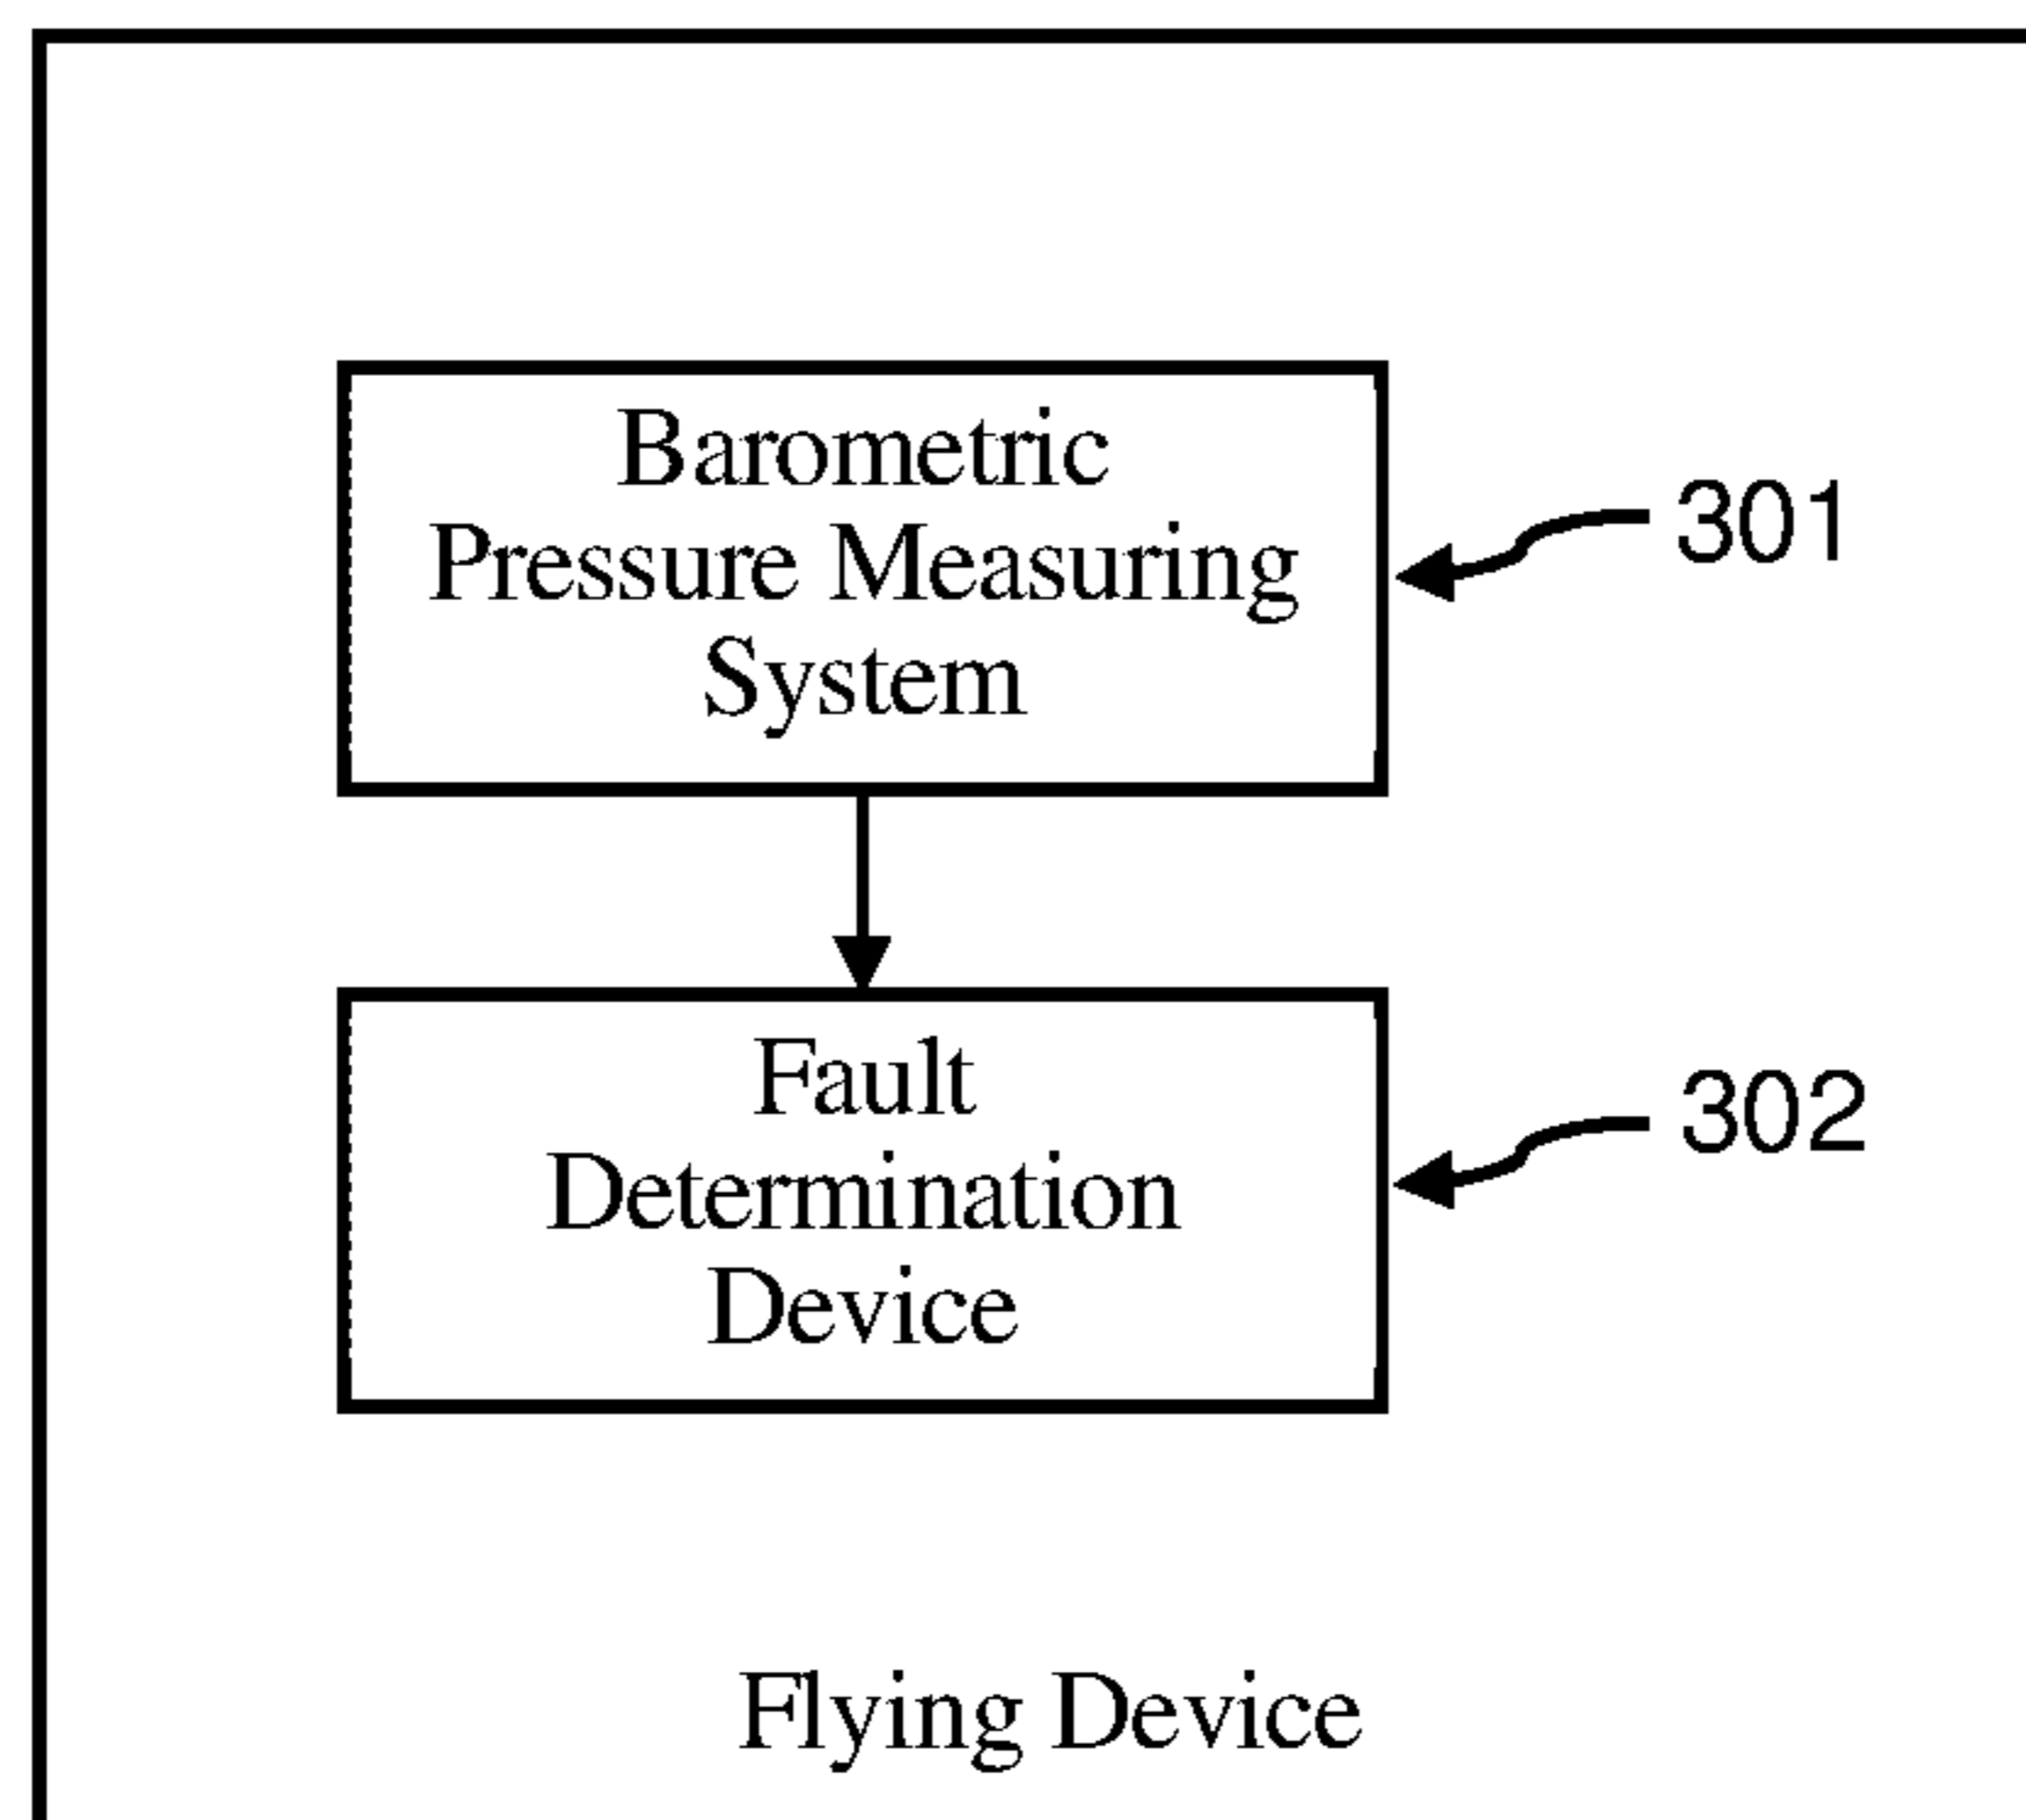 Barometric
Pressure Measuring
System
301
Fault
Determination
Device
302
Flying Device